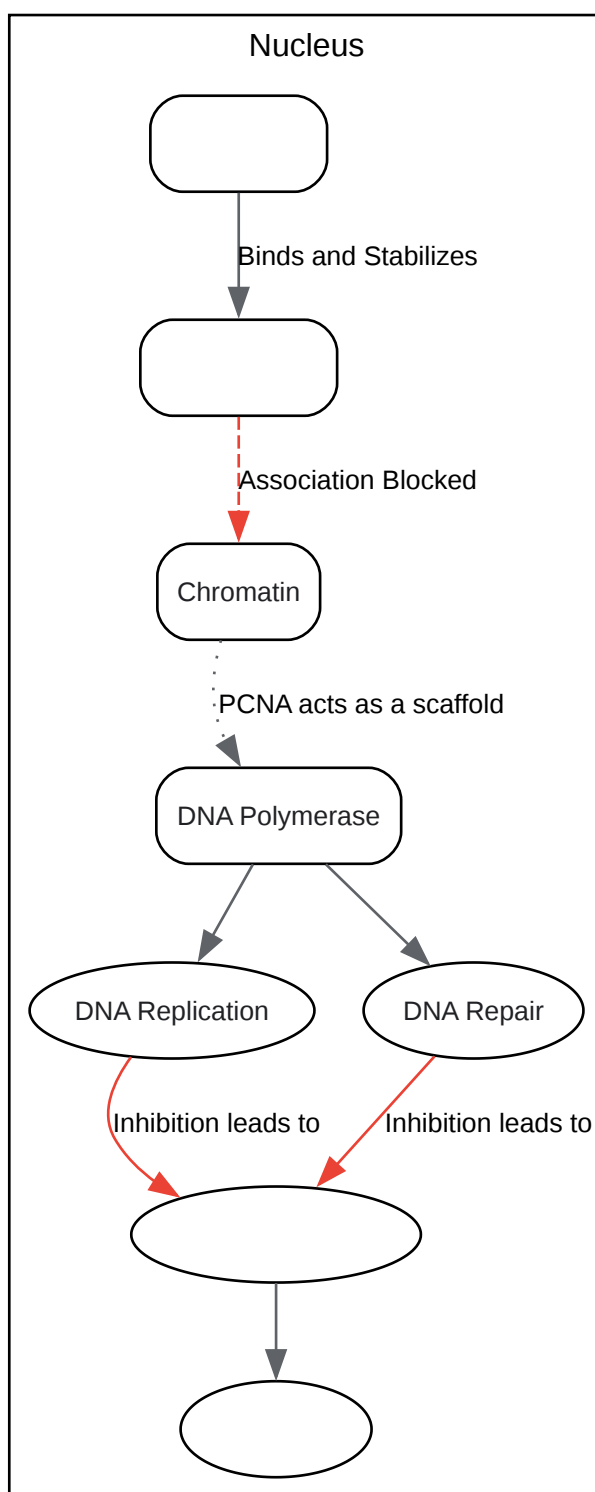 Nucleus
Binds and Stabilizes
Association Blocked
Chromatin
PCNA acts as a scaffold
DNA Polymerase
DNA Replication
DNA Repair
Inhibition leads to
Inhibition leads to